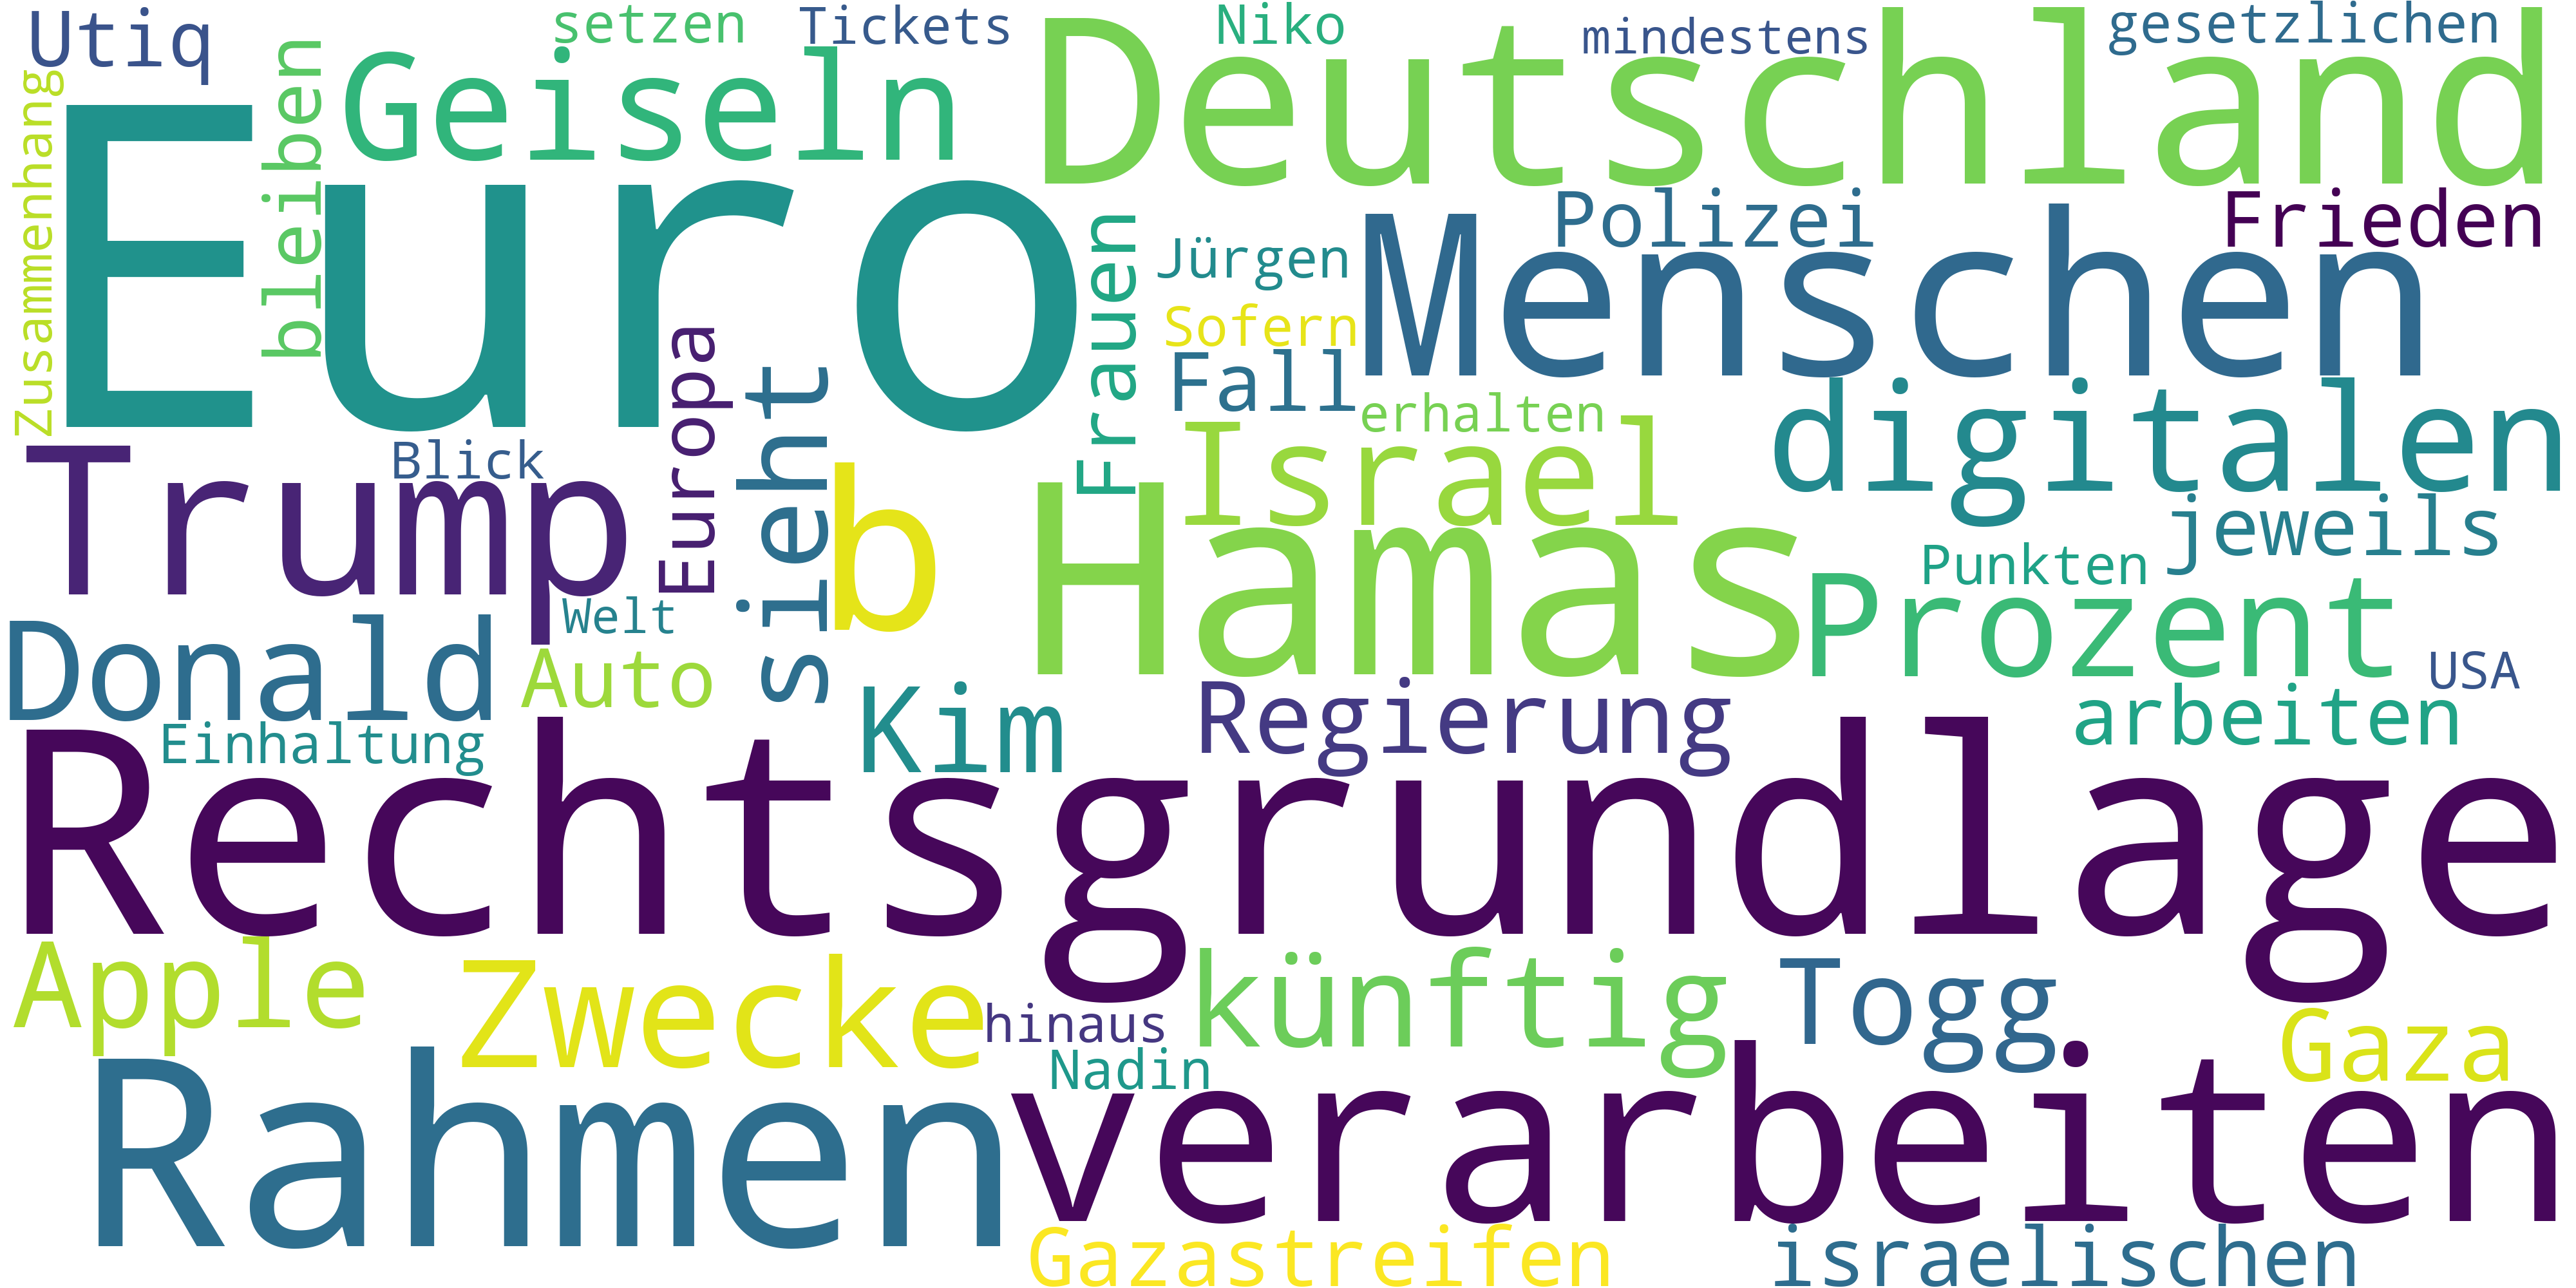 Utiq
setzen
Tickets
Niko
mindestens
gesetzlichen
Zusammenhang
bleiben
Geiseln
Deutschland
Euro
Frauen
Jürgen
Polizei
Frieden
Menschen
Sofern
Fall
erhalten
Europa
sieht
Israel
digitalen
Trump
Blick
b
Hamas
jeweils
Punkten
Prozent
Welt
Donald
Auto
Kim
Regierung
USA
arbeiten
Einhaltung
Rechtsgrundlage
Apple
Zwecke
hinaus
künftig
Togg
Gaza
Nadin
Rahmen
verarbeiten
Gazastreifen
israelischen